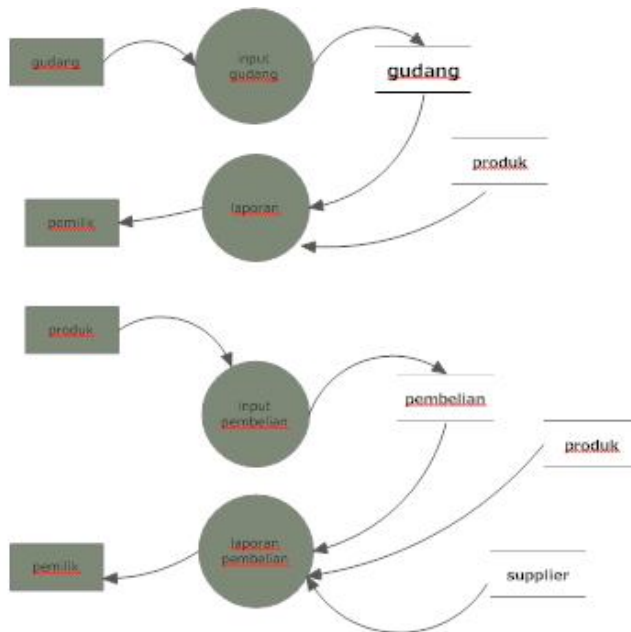 gudang
input
gudang
gudang
produk
laporan
pemilik
produk
input
pembelian
pembelian
produk
laporan
pembelian
pemilik
supplier